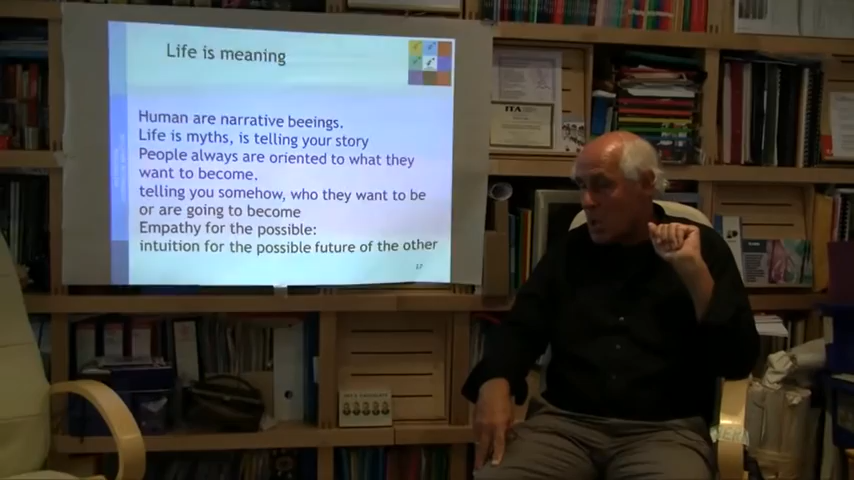 Life is meaning
Human are narrative beeings.
Life is myths, is telling your story
People always are oriented to what they
want to become.
telling you somehow, who they want to be
or are going to become
Empathy for the possible:
intuition for the possible future of the other
17
ITA